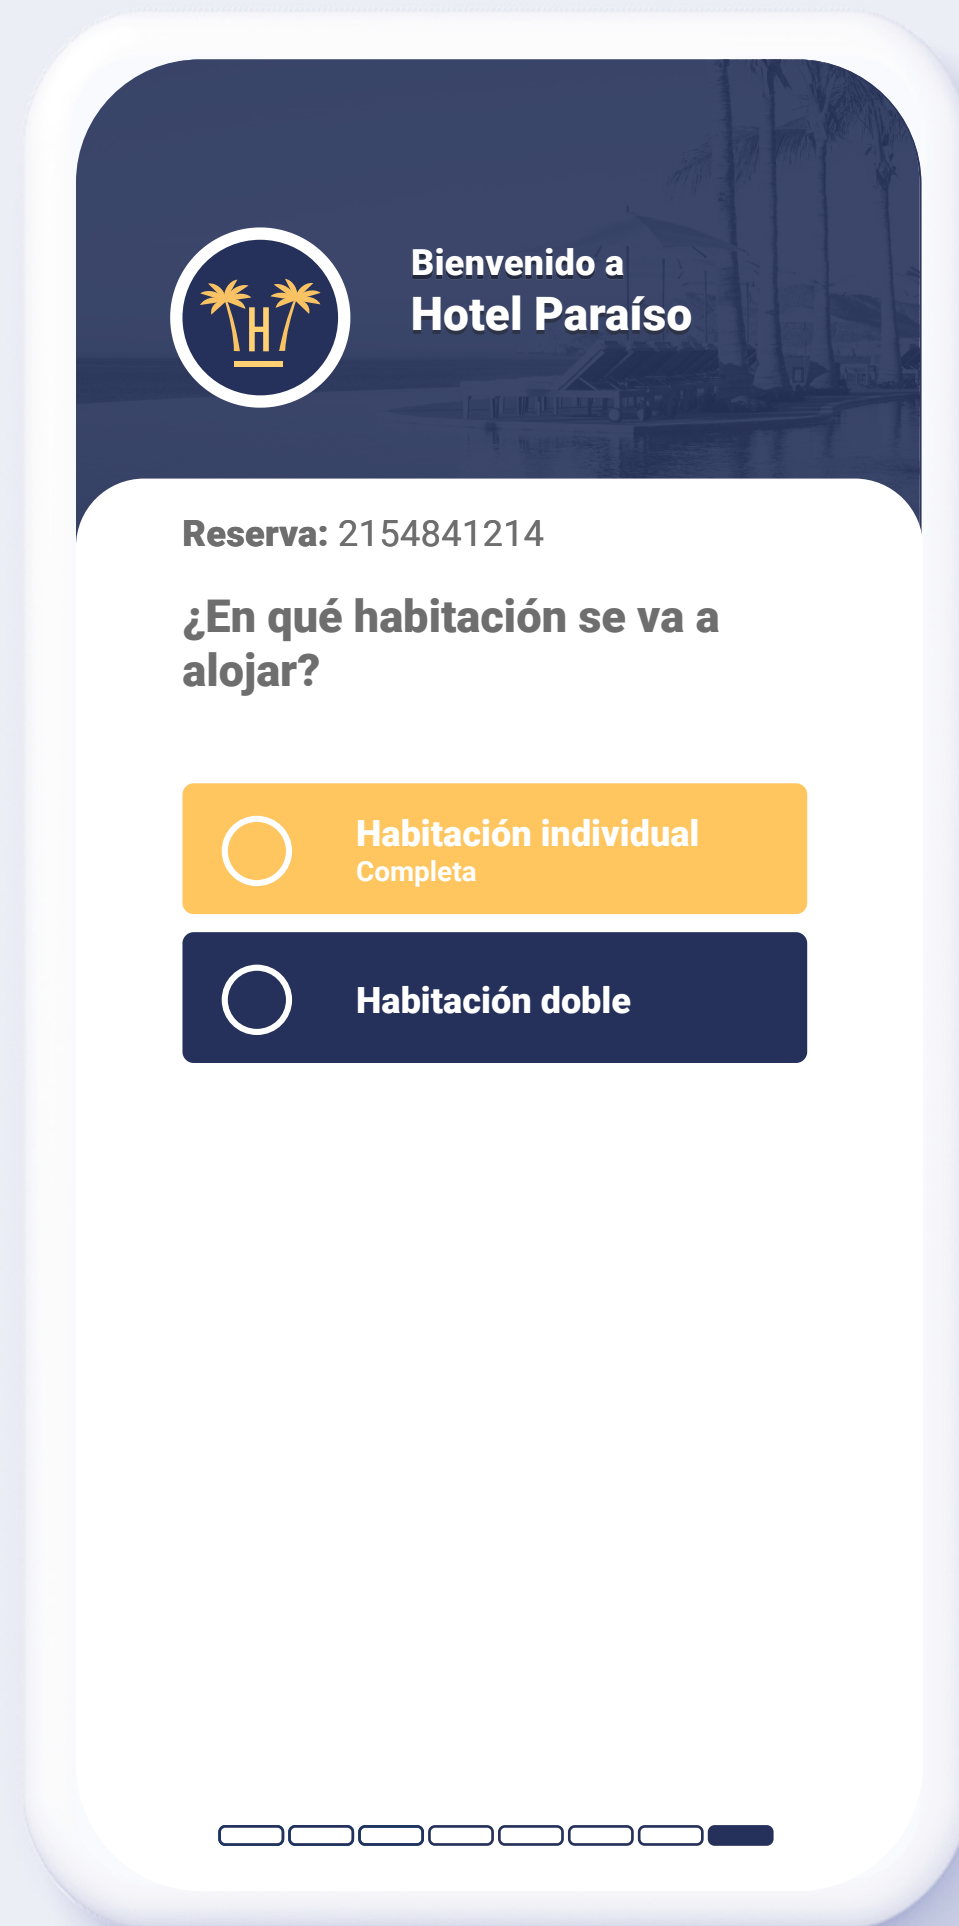 H
Bienvenido a
Hotel Paraíso
Reserva: 2154841214
¿En qué habitación se va a
alojar?
Habitación individual
Completa
Habitación doble